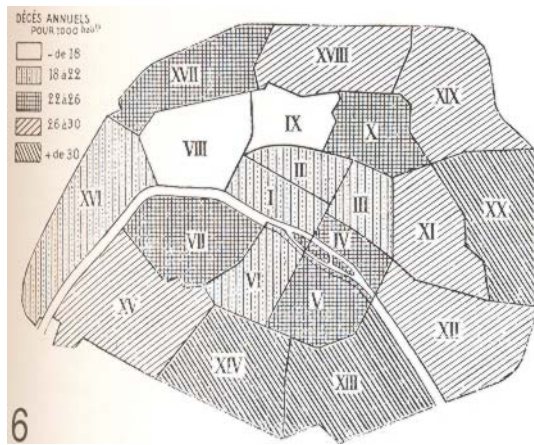 DÉCÈS ANNUELS
POUR 1000 habts
- de 18
18 à 22
22 à 26
26 à 30
+ de 30
XVII
XVIII
XIX
VIII
IX
X
XVI
I
II
III
XX
VII
IV
XI
VI
V
XV
XII
XIV
XIII
6